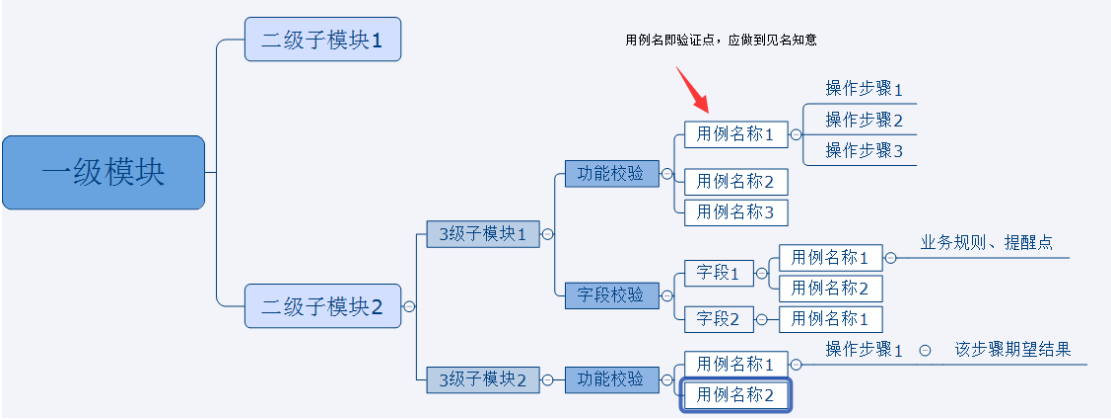 二级子模块1
用例名即验证点，应做到见名知意
操作步骤1
操作步骤2
用例名称1
操作步骤3
一级模块
功能校验
用例名称2
用例名称3
3级子模块1
业务规则、提醒点
用例名称1
字段1
用例名称2
字段校验
二级子模块2
字段2
用例名称1
操作步骤1
该步骤期望结果
用例名称1
3级子模块2
功能校验
用例名称2